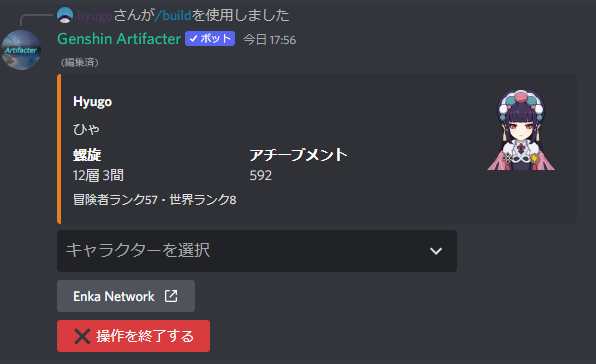 hyugoさんが/buildを使用しました
Artifacter
Genshin Artifacter ✓ボット 今日 17:56
(編集済)
Hyugo
ひゃ
螺旋 アチーブメント
12層 3間 592
冒険者ランク57・世界ランク8
キャラクターを選択
Enka Network
❌ 操作を終了する